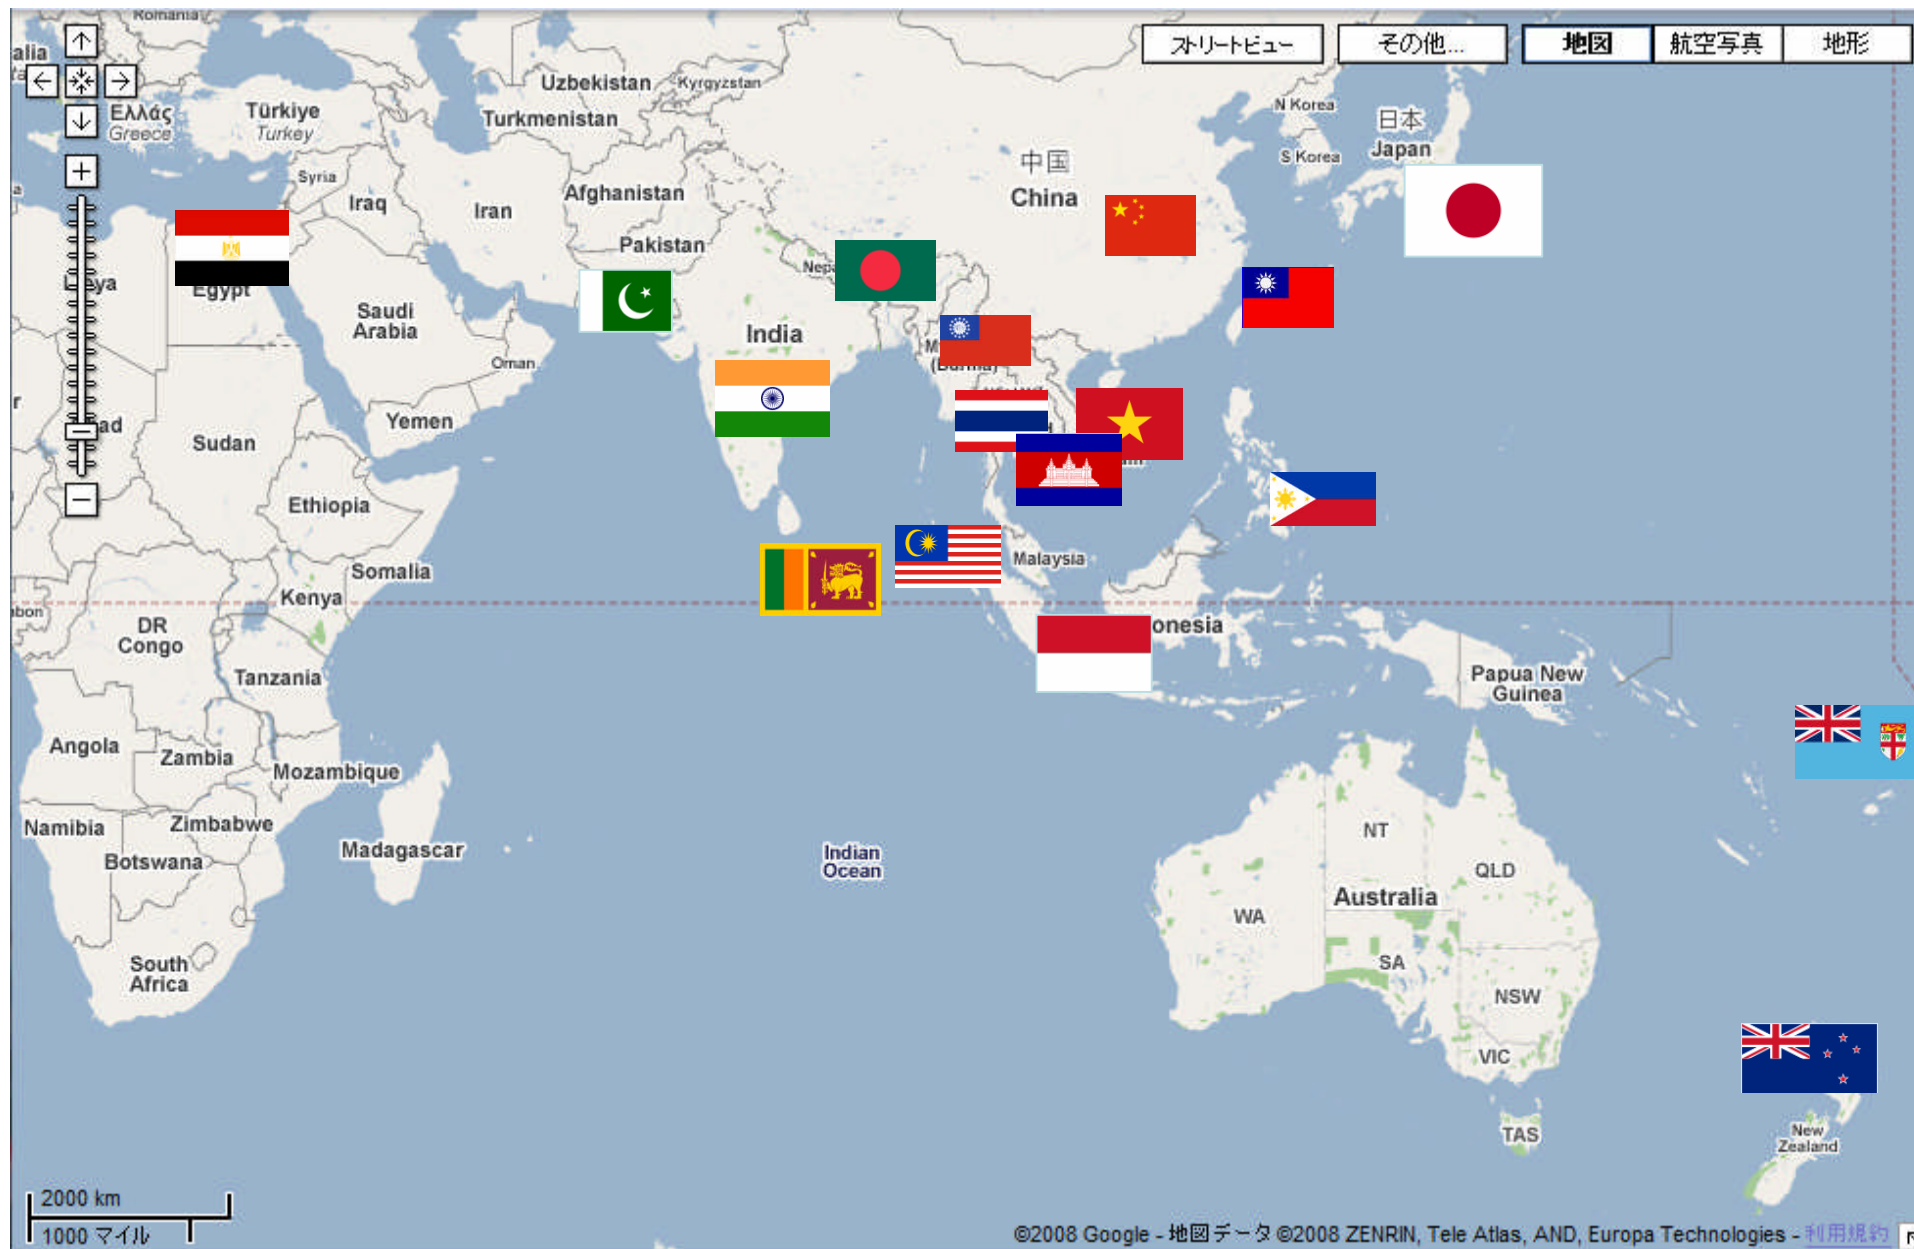 Romania
ストリートビュー
その他...
地図
航空写真
地形
Uzbekistan
Kyrgyzstan
Ελλάς
Greece
Türkiye
Turkey
Turkmenistan
N Korea
日本
Japan
S Korea
中国
China
Syria
Iraq
Iran
Afghanistan
Pakistan
Egypt
Saudi
Arabia
India
Oman
(Burma)
Yemen
Sudan
Ethiopia
Malaysia
Somalia
Kenya
DR
Congo
onesia
Tanzania
Papua New
Guinea
Angola
Zambia
Mozambique
Namibia
Zimbabwe
Botswana
Madagascar
Indian
Ocean
NT
QLD
Australia
WA
SA
South
Africa
NSW
VIC
TAS
New
Zealand
2000 km
1000 マイル
©2008 Google - 地図データ ©2008 ZENRIN, Tele Atlas, AND, Europa Technologies - 利用規約